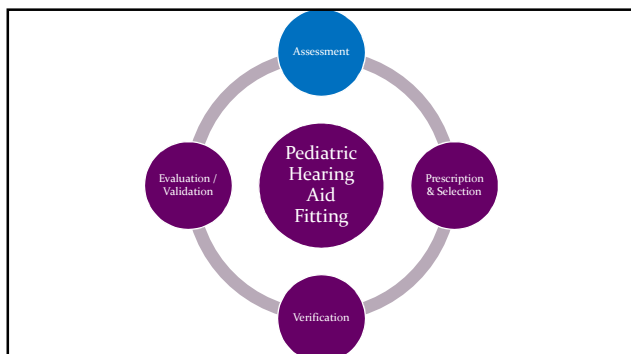 Assessment
Pediatric
Hearing
Aid
Fitting
Evaluation /
Validation
Prescription
& Selection
Verification